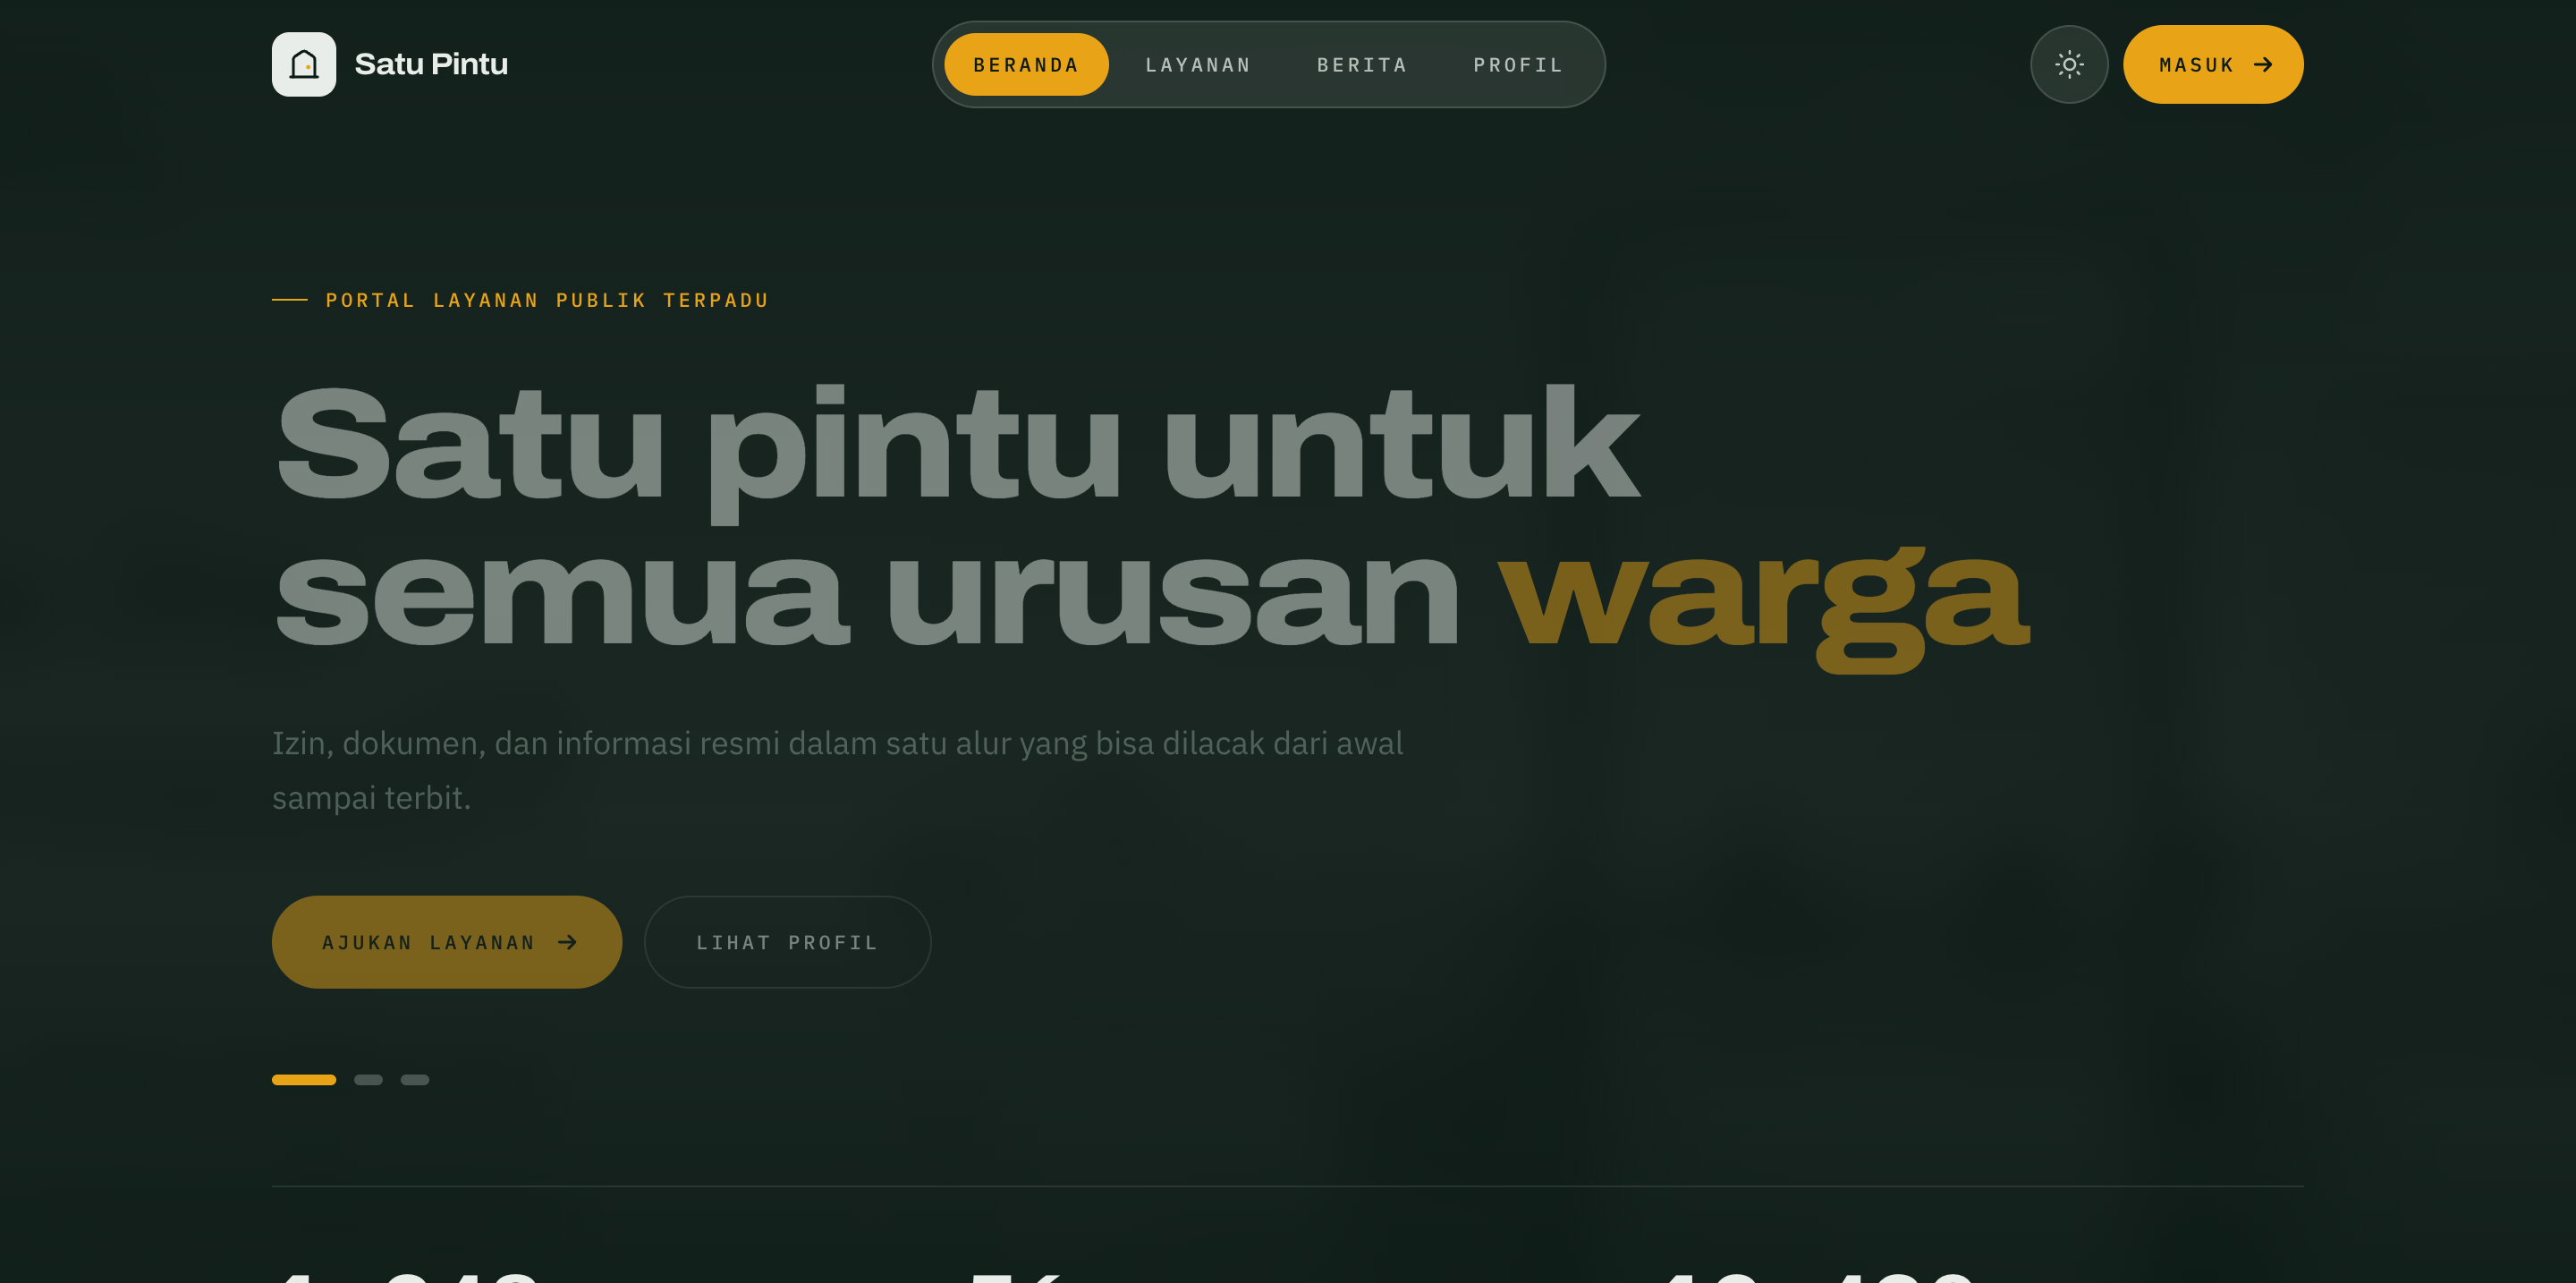 Satu Pintu
BERANDA
LAYANAN
BERITA
PROFIL
MASUK
PORTAL LAYANAN PUBLIK TERPADU
Satu pintu untuk
semua urusan warga
Izin, dokumen, dan informasi resmi dalam satu alur yang bisa dilacak dari awal
sampai terbit.
AJUKAN LAYANAN
LIHAT PROFIL